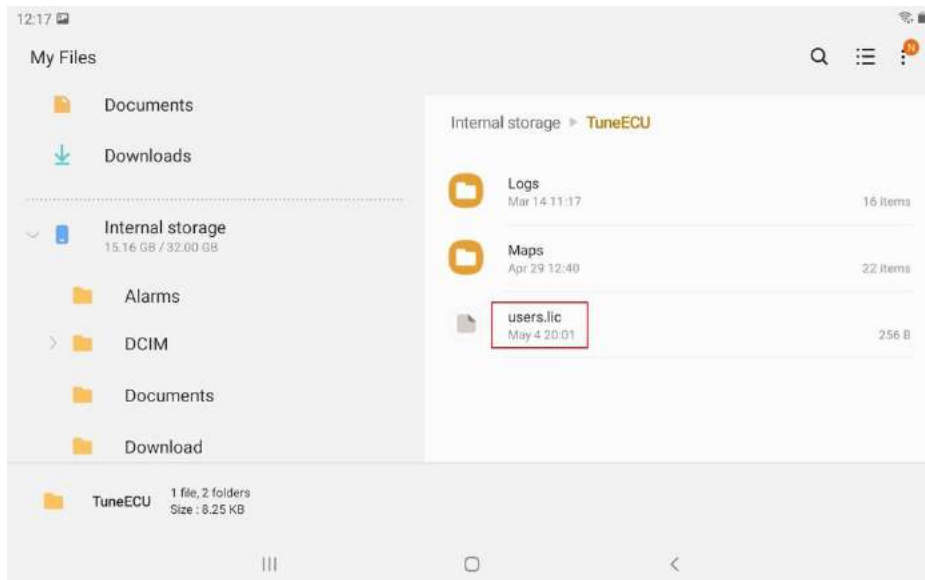 12:17
My Files
N
Documents
Downloads
Internal storage
15.16 GB / 32.00 GB
Alarms
DCIM
Documents
Download
Internal storage ▶ TuneECU
Logs
Mar 14 11:17
16 items
Maps
Apr 29 12:40
22 items
users.lic
May 4 20:01
256 B
TuneECU
1 file, 2 folders
Size : 8.25 KB